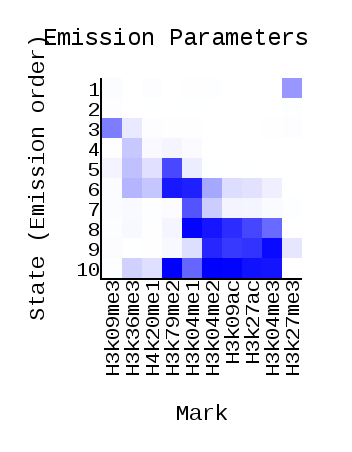 Emission Parameters
State (Emission order)
1
2
3
4
5
6
7
8
9
10
H3k09me3
H3k36me3
H4k20me1
H3k79me2
H3k04me1
H3k04me2
H3k09ac
H3k27ac
H3k04me3
H3k27me3
Mark